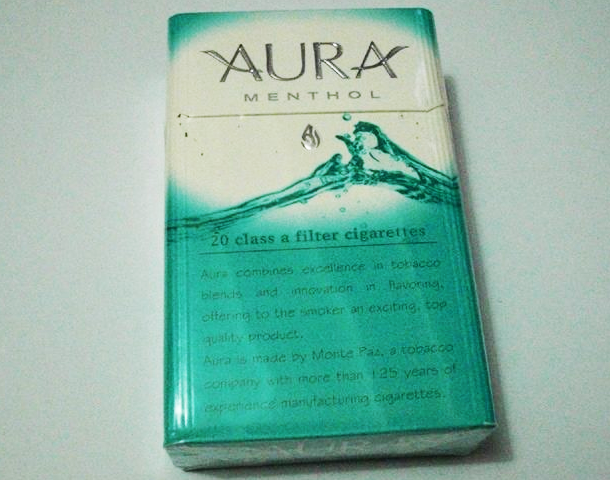 AURA
MENTHOL
20 class a filter cigarettes
Aura combines excellence in tobacco
blends and innovation in flavoring,
offering to the smoker an exciting, top
quality product.
Aura is made by Monte Paz, a tobacco
company with more than 125 years of
experience manufacturing cigarettes.